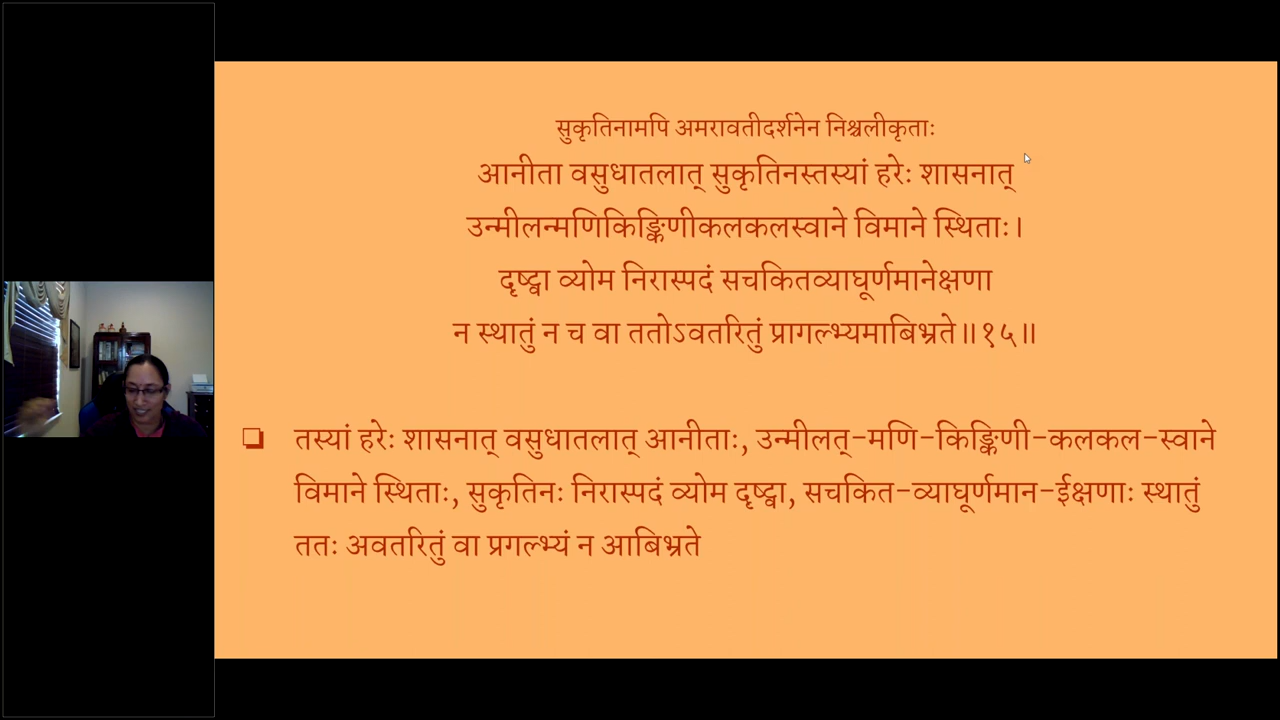 सुकृतिनामपि अमरावतीदर्शनेन निश्चलीकृताः
आनीता वसुधातलात् सुकृतिनस्तस्यां हरेः शासनात्
उन्मीलन्मणिकिङ्किणीकलकलस्वाने विमाने स्थिताः।
दृष्ट्वा व्योम निरास्पदं सचकितव्याघूर्णमानेक्षणा
न स्थातुं न च वा ततोऽवतरितुं प्रागल्भ्यमाबिभ्रते॥१५॥
❑ तस्यां हरेः शासनात् वसुधातलात् आनीताः, उन्मीलत्-मणि-किङ्किणी-कलकल-स्वाने
विमाने स्थिताः, सुकृतिनः निरास्पदं व्योम दृष्ट्वा, सचकित-व्याघूर्णमान-ईक्षणाः स्थातुं
ततः अवतरितुं वा प्रगल्भ्यं न आबिभ्रते